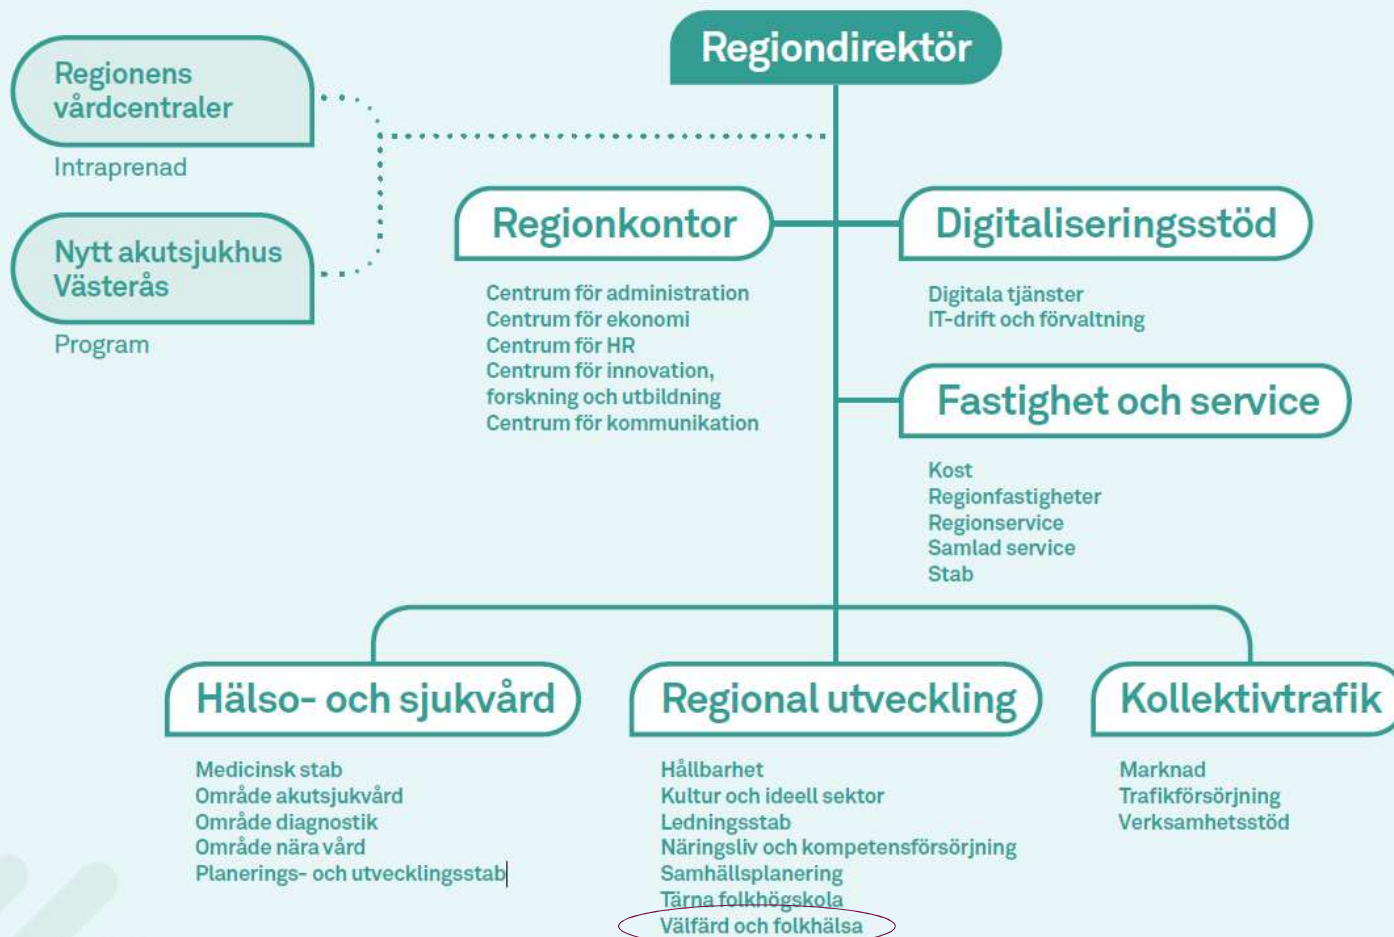 Regiondirektör
Regionens
vårdcentraler
Intraprenad
Nytt akutsjukhus
Västerås
Program
Regionkontor
Centrum för administration
Centrum för ekonomi
Centrum för HR
Centrum för innovation,
forskning och utbildning
Centrum för kommunikation
Digitaliseringsstöd
Digitala tjänster
IT-drift och förvaltning
Fastighet och service
Kost
Regionfastigheter
Regionservice
Samlad service
Stab
Hälso- och sjukvård
Medicinsk stab
Område akutsjukvård
Område diagnostik
Område nära vård
Planerings- och utvecklingsstab
Regional utveckling
Hållbarhet
Kultur och ideell sektor
Ledningsstab
Näringsliv och kompetensförsörjning
Samhällsplanering
Tärna folkhögskola
Välfärd och folkhälsa
Kollektivtrafik
Marknad
Trafikförsörjning
Verksamhetsstöd